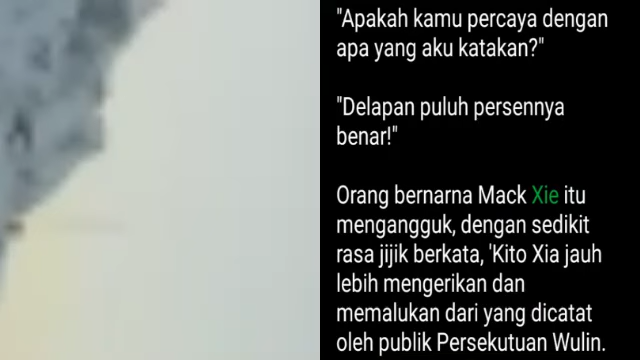 "Apakah kamu percaya dengan
apa yang aku katakan?"
"Delapan puluh persennya
benar!"
Orang bernarna Mack Xie itu
mengangguk, dengan sedikit
rasa jijik berkata, 'Kito Xia jauh
lebih mengerikan dan
memalukan dari yang dicatat
oleh publik Persekutuan Wulin.